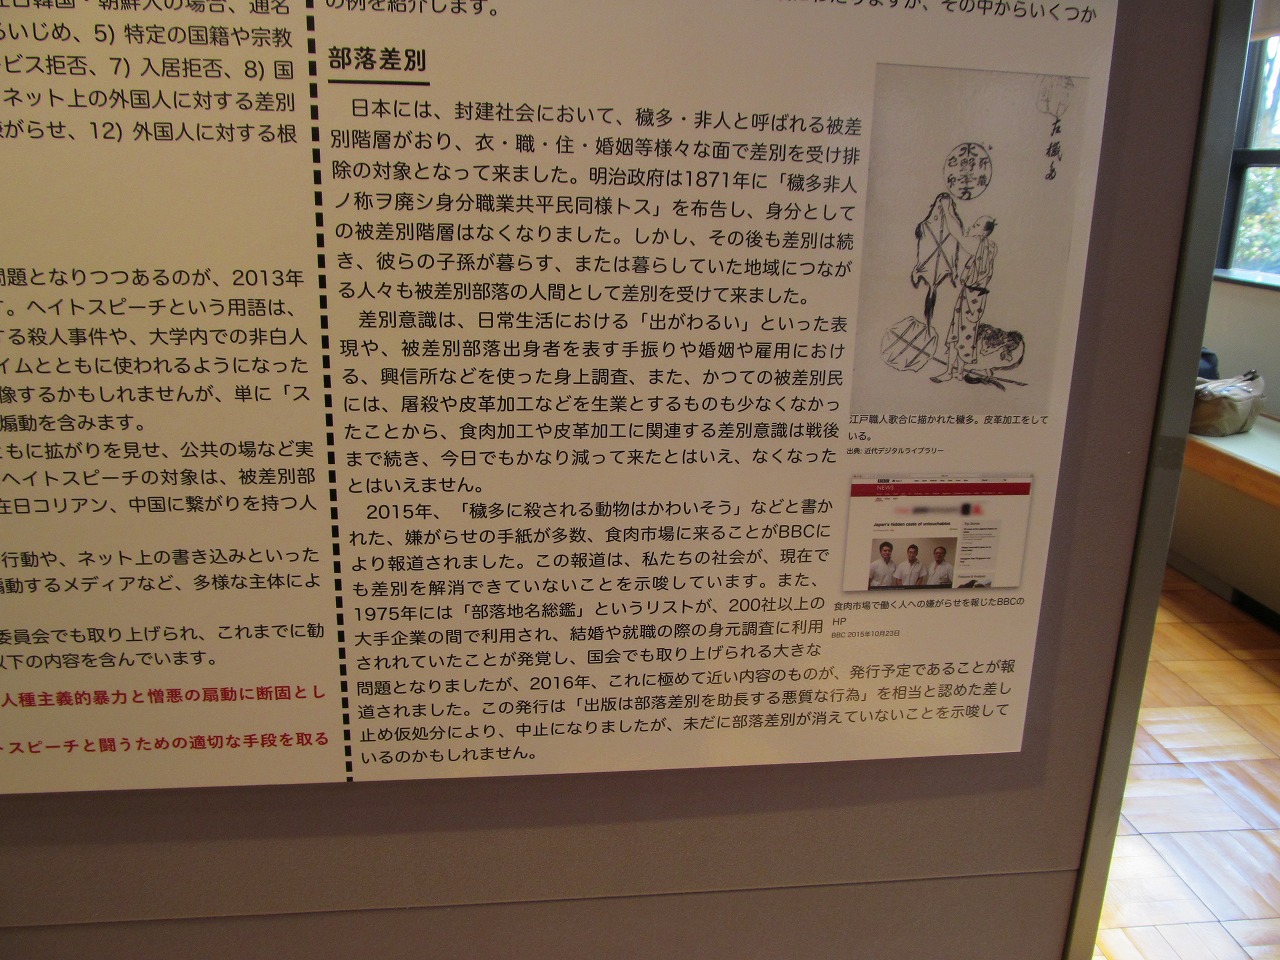 在日韓国・朝鮮人の場合、通名
るいじめ、5) 特定の国籍や宗教
ービス拒否、7) 入居拒否、8) 国
ネット上の外国人に対する差別
嫌がらせ、12) 外国人に対する根
問題となりつつあるのが、2013年
す。ヘイトスピーチという用語は、
する殺人事件や、大学内での非白人
イムとともに使われるようになった
像するかもしれませんが、単に「ス
煽動を含みます。
ともに拡がりを見せ、公共の場など実
ヘイトスピーチの対象は、被差別部
在日コリアン、中国に繋がりを持つ人
行動や、ネット上の書き込みといった
扇動するメディアなど、多様な主体によ
委員会でも取り上げられ、これまでに勧
以下の内容を含んでいます。
人種主義的暴力と憎悪の扇動に断固とし
トスピーチと闘うための適切な手段を取る
の例を紹介します。
その中からいくつか
部落差別
日本には、封建社会において、穢多・非人と呼ばれる被差
別階層がおり、衣・職・住・婚姻等様々な面で差別を受け排
除の対象となって来ました。明治政府は1871年に「穢多非人
ノ称ヲ廃シ身分職業共平民同様トス」を布告し、身分として
の被差別階層はなくなりました。しかし、その後も差別は続
き、彼らの子孫が暮らす、または暮らしていた地域につなが
る人々も被差別部落の人間として差別を受けて来ました。
差別意識は、日常生活における「出がわるい」といった表
現や、被差別部落出身者を表す手振りや婚姻や雇用におけ
る、興信所などを使った身上調査、また、かつての被差別民
には、屠殺や皮革加工などを生業とするものも少なくなかっ
たことから、食肉加工や皮革加工に関連する差別意識は戦後
まで続き、今日でもかなり減って来たとはいえ、なくなった
とはいえません。
2015年、「穢多に殺される動物はかわいそう」などと書か
れた、嫌がらせの手紙が多数、食肉市場に来ることがBBCに
より報道されました。この報道は、私たちの社会が、現在で
も差別を解消できていないことを示唆しています。また、
1975年には「部落地名総鑑」というリストが、200社以上の
大手企業の間で利用され、結婚や就職の際の身元調査に利用
されれていたことが発覚し、国会でも取り上げられる大きな
問題となりましたが、2016年、これに極めて近い内容のものが、発行予定であることが報
道されました。この発行は「出版は部落差別を助長する悪質な行為」を相当と認めた差し
止め仮処分により、中止になりましたが、未だに部落差別が消えていないことを示唆して
いるのかもしれません。
江戸職人歌合に描かれた穢多。皮革加工をして
いる。
出典: 近代デジタルライブラリー
NEWS
Japan's hidden caste of untouchables
食肉市場で働く人への嫌がらせを報じたBBCの
HP
BBC 2015年10月23日